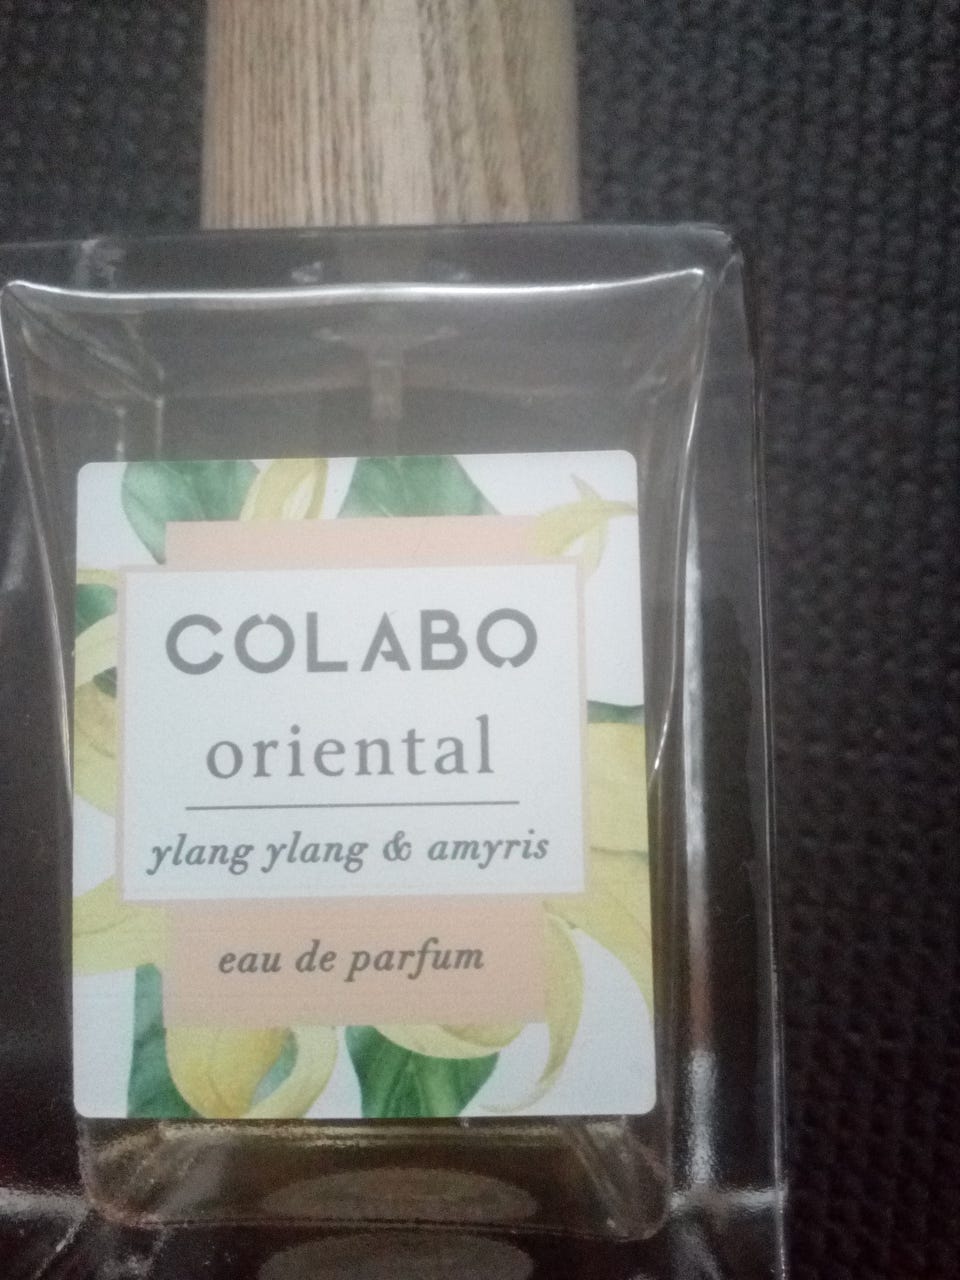 COLABO
oriental
ylang ylang & amyris
eau de parfum